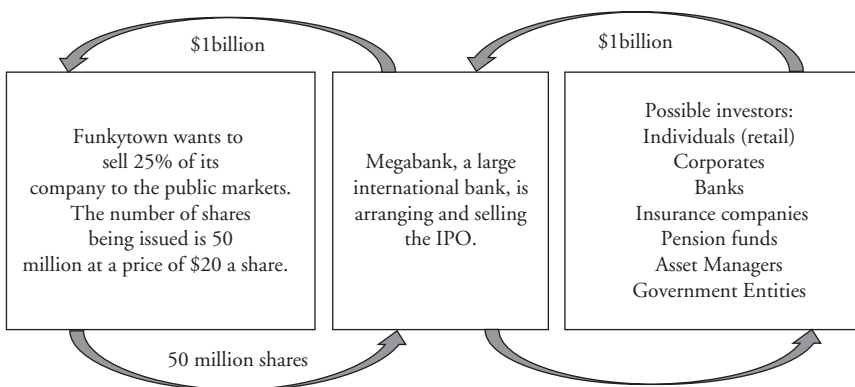 $1billion
$1billion
Funkytown wants to
sell 25% of its
company to the public markets.
The number of shares
being issued is 50
million at a price of $20 a share.
Megabank, a large
international bank, is
arranging and selling
the IPO.
Possible investors:
Individuals (retail)
Corporates
Banks
Insurance companies
Pension funds
Asset Managers
Government Entities
50 million shares